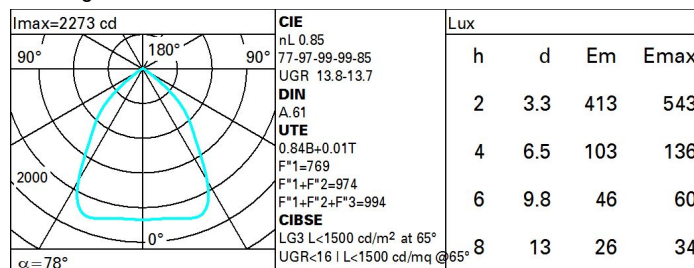 Imax=2273 cd
90°
180°
90°
2000
0°
α=78°
CIE
nL 0.85
77-97-99-99-85
UGR 13.8-13.7
DIN
A.61
UTE
0.84B+0.01T
F"1=769
F"1+F"2=974
F"1+F"2+F"3=994
CIBSE
LG3 L<1500 cd/m² at 65°
UGR<16 | L<1500 cd/mq @65°
Lux
h d Em Emax
2 3.3 413 543
4 6.5 103 136
6 9.8 46 60
8 13 26 34